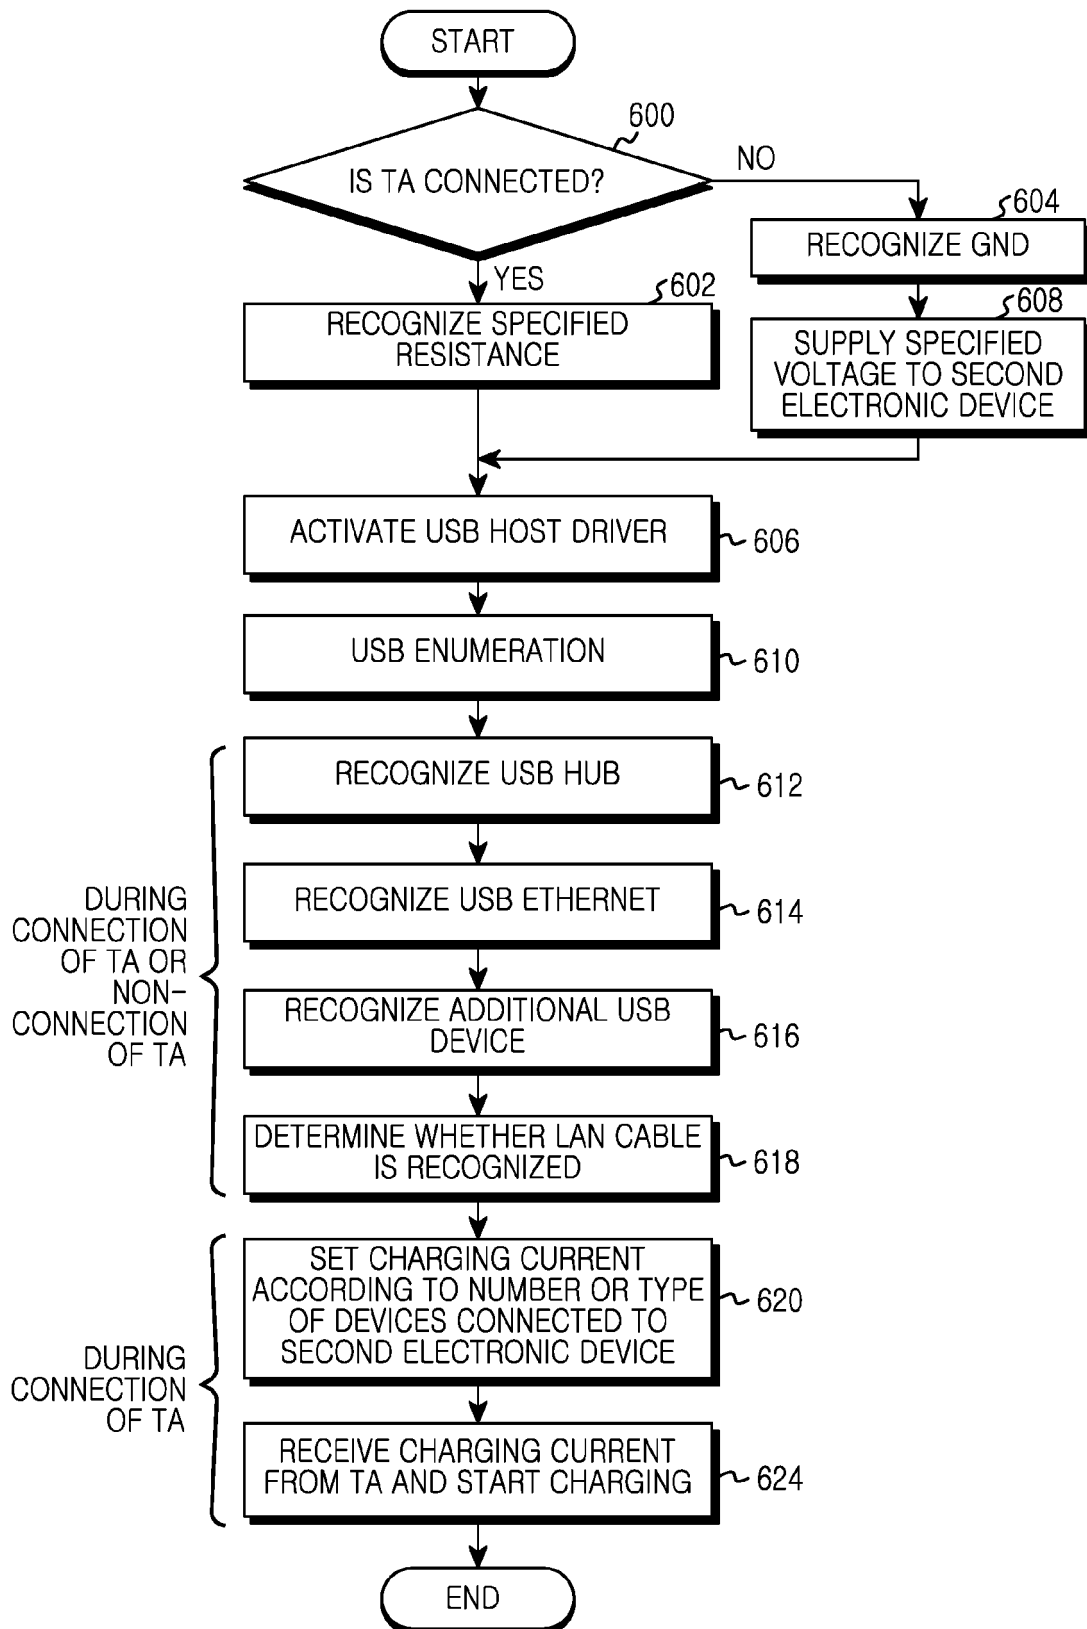 START
600
IS TA CONNECTED?
NO
YES
604
RECOGNIZE GND
602
RECOGNIZE SPECIFIED
RESISTANCE
608
SUPPLY SPECIFIED
VOLTAGE TO SECOND
ELECTRONIC DEVICE
ACTIVATE USB HOST DRIVER
606
USB ENUMERATION
610
DURING
CONNECTION
OF TA OR
NON-
CONNECTION
OF TA
RECOGNIZE USB HUB
612
RECOGNIZE USB ETHERNET
614
RECOGNIZE ADDITIONAL USB
DEVICE
616
DETERMINE WHETHER LAN CABLE
IS RECOGNIZED
618
DURING
CONNECTION
OF TA
SET CHARGING CURRENT
ACCORDING TO NUMBER OR TYPE
OF DEVICES CONNECTED TO
SECOND ELECTRONIC DEVICE
620
RECEIVE CHARGING CURRENT
FROM TA AND START CHARGING
624
END